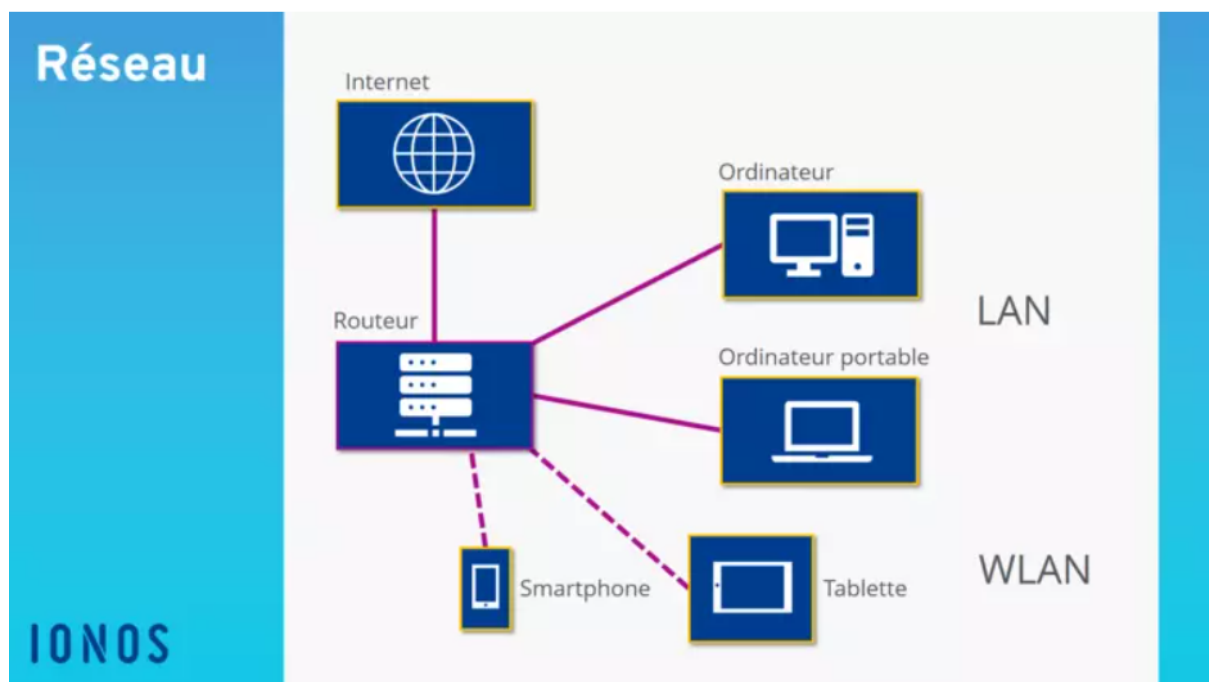 Réseau
Internet
Ordinateur
LAN
Routeur
Ordinateur portable
WLAN
Smartphone
Tablette
IONOS